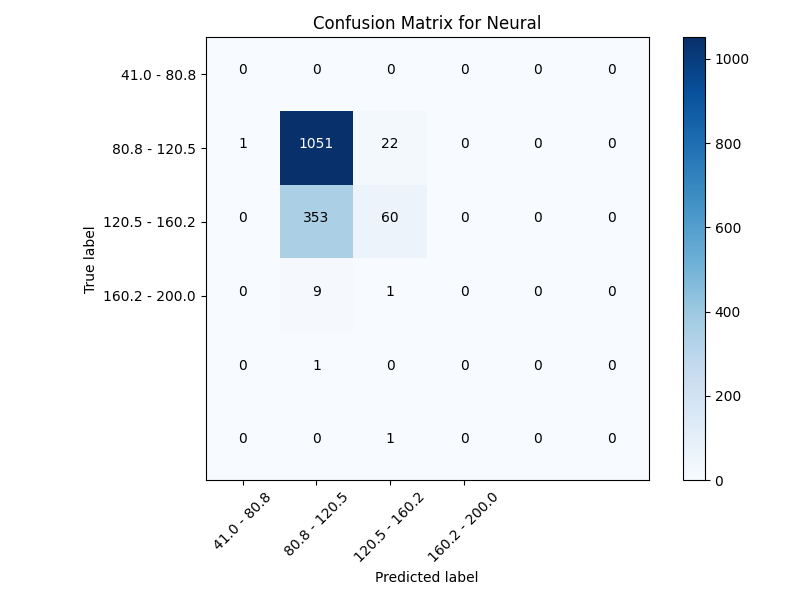 Confusion Matrix for Neural
41.0 - 80.8 0 0 0 0 0 0
80.8 - 120.5 1 1051 22 0 0 0
120.5 - 160.2 0 353 60 0 0 0
160.2 - 200.0 0 9 1 0 0 0
0 1 0 0 0 0
0 0 1 0 0 0
True label
41.0 - 80.8
80.8 - 120.5
120.5 - 160.2
160.2 - 200.0
Predicted label
1000
800
600
400
200
0